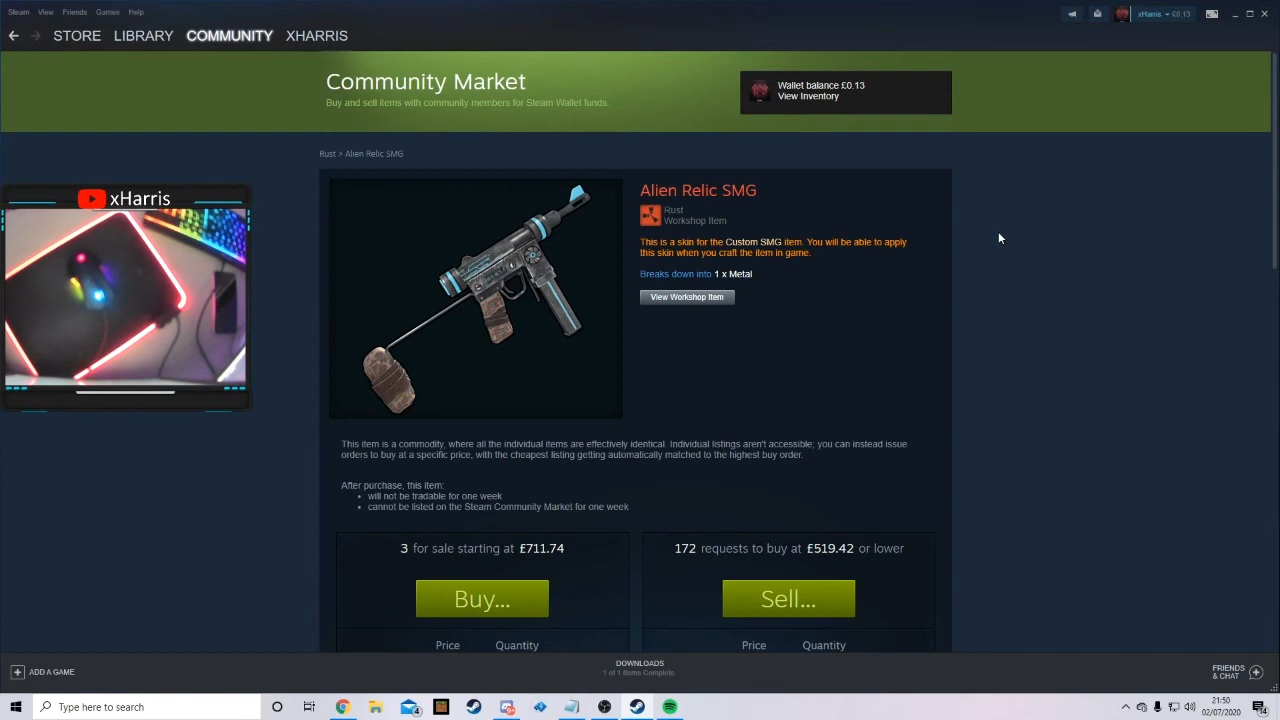 Steam View Friends Games Help
xHarris £0.13
STORE LIBRARY COMMUNITY XHARRIS
Community Market
Buy and sell items with community members for Steam Wallet funds.
Wallet balance £0.13
View Inventory
Rust > Alien Relic SMG
xHarris
Alien Relic SMG
Rust
Workshop Item
This is a skin for the Custom SMG item. You will be able to apply
this skin when you craft the item in game.
Breaks down into 1 x Metal
View Workshop Item
This item is a commodity, where all the individual items are effectively identical. Individual listings aren't accessible; you can instead issue
orders to buy at a specific price, with the cheapest listing getting automatically matched to the highest buy order.
After purchase, this item:
• will not be tradable for one week
• cannot be listed on the Steam Community Market for one week
3 for sale starting at £711.74
172 requests to buy at £519.42 or lower
Buy...
Sell...
Price Quantity
Price Quantity
ADD A GAME
DOWNLOADS
1 of 1 Items Complete
FRIENDS
& CHAT
Type here to search
4
21:50
02/07/2020
4